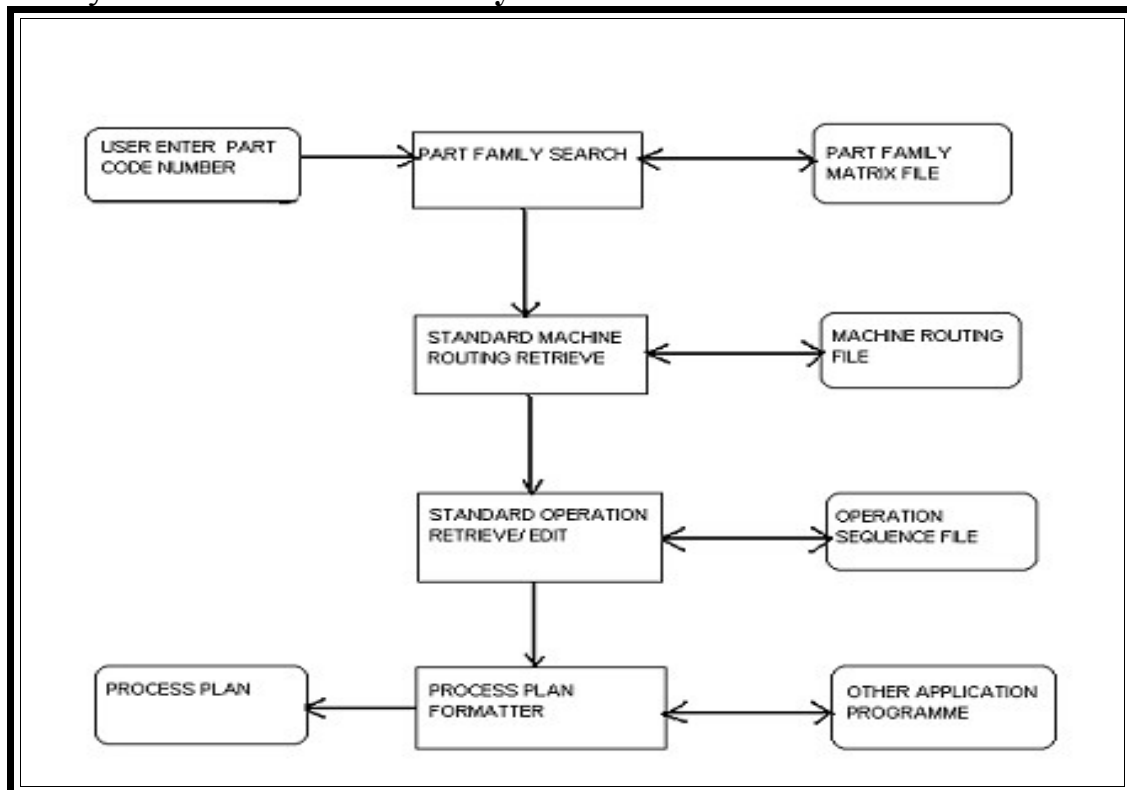 USER ENTER PART
CODE NUMBER
PART FAMILY SEARCH
PART FAMILY
MATRIX FILE
STANDARD MACHINE
ROUTING RETRIEVE
MACHINE ROUTING
FILE
STANDARD OPERATION
RETRIEVE/ EDIT
OPERATION
SEQUENCE FILE
PROCESS PLAN
PROCESS PLAN
FORMATTER
OTHER APPLICATION
PROGRAMME